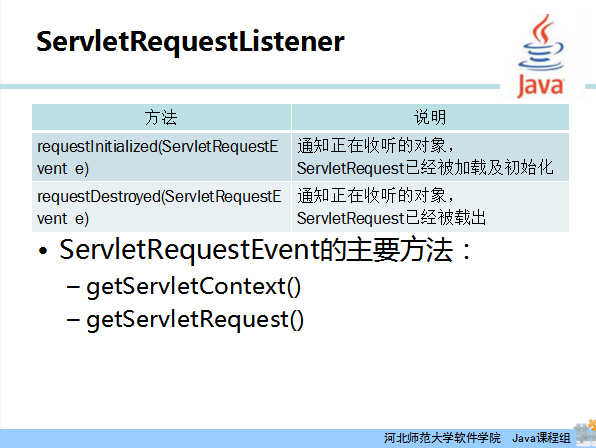 ServletRequestListener
Java
方法 说明
requestInitialized(ServletRequestE 通知正在收听的对象，
vent e) ServletRequest已经被加载及初始化
requestDestroyed(ServletRequestE 通知正在收听的对象，
vent e) ServletRequest已经被载出
• ServletRequestEvent的主要方法：
– getServletContext()
– getServletRequest()
河北师范大学软件学院 Java课程组